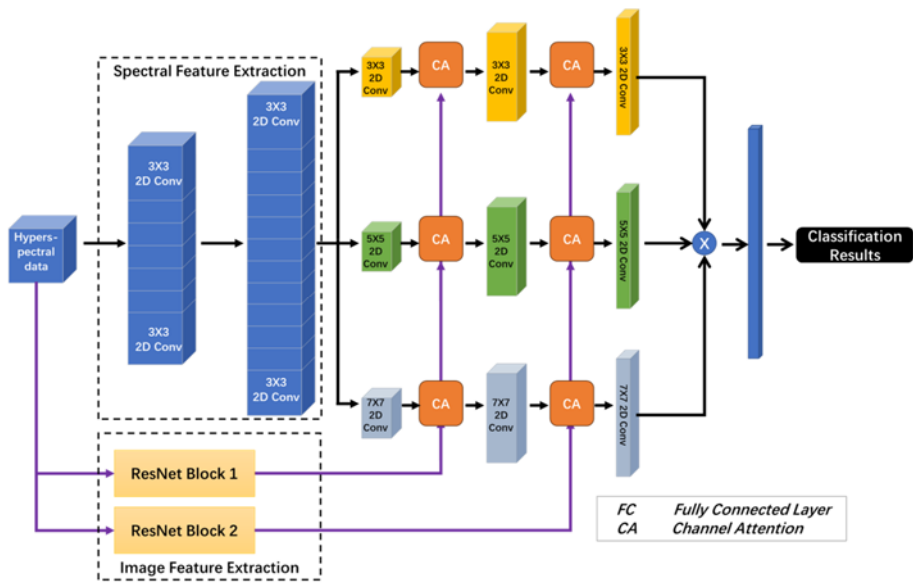 Spectral Feature Extraction
3X3
2D Conv
3X3
2D Conv
3X3
2D Conv
3X3
2D Conv
Hypers-
pectral
data
3X3
2D
Conv
CA
3X3
2D
Conv
CA
3X3 2D Conv
5X5
2D
Conv
CA
5X5
2D
Conv
CA
5X5 2D Conv
X
Classification
Results
7X7
2D
Conv
CA
7X7
2D
Conv
CA
7X7 2D Conv
ResNet Block 1
ResNet Block 2
Image Feature Extraction
FC Fully Connected Layer
CA Channel Attention